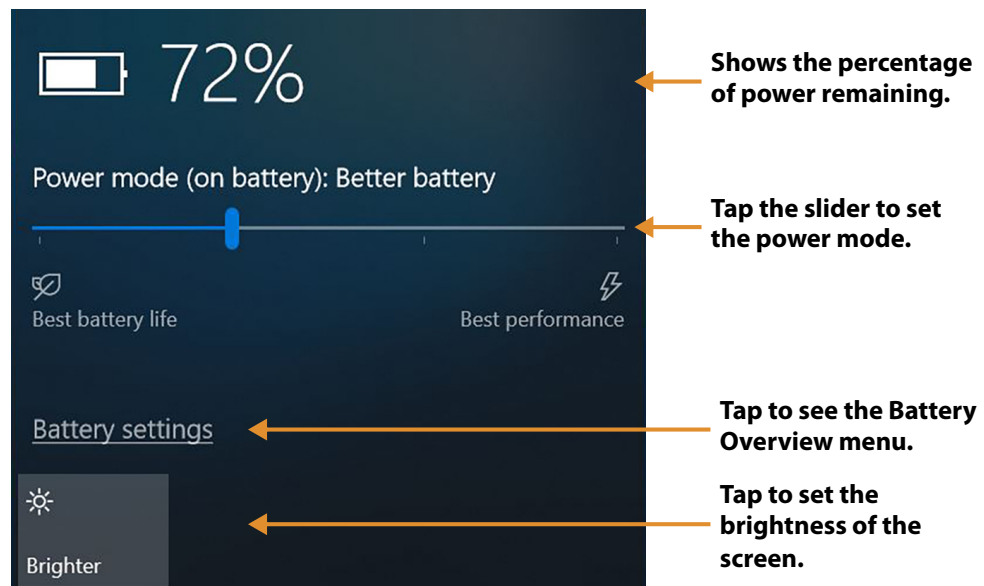 72%
Shows the percentage
of power remaining.
Power mode (on battery): Better battery
Tap the slider to set
the power mode.
Best battery life
Best performance
Battery settings
Tap to see the Battery
Overview menu.
Brighter
Tap to set the
brightness of the
screen.